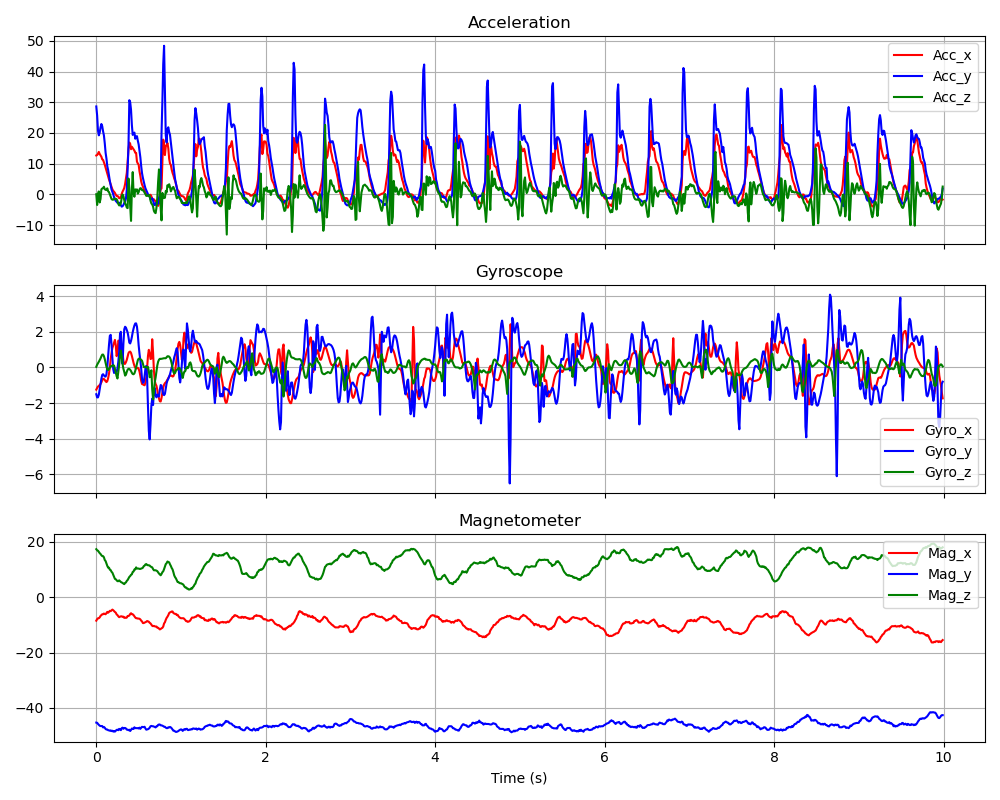 Acceleration
50
40
30
20
10
0
−10
Acc_x
Acc_y
Acc_z
Gyroscope
4
2
0
−2
−4
−6
Gyro_x
Gyro_y
Gyro_z
Magnetometer
20
0
−20
−40
Mag_x
Mag_y
Mag_z
0 2 4 6 8 10
Time (s)